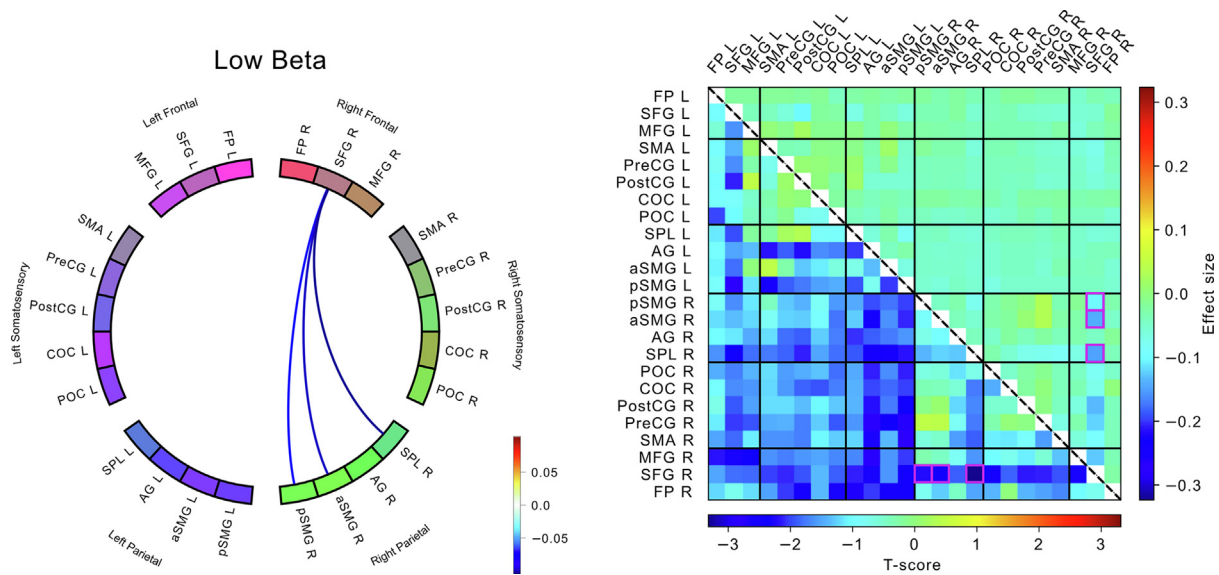 Low Beta
Left Frontal
Right Frontal
MFG L
SFG L
FP L
FP R
SFG R
MFG R
SMA L
PreCG L
PostCG L
COC L
POC L
Left Somatosensory
SMA R
PreCG R
PostCG R
COC R
POC R
Right Somatosensory
SPL L
AG L
aSMG L
pSMG L
Left Parietal
SPL R
AG R
aSMG R
pSMG R
Right Parietal
0.05
0.00
−0.05
FP L
SFG L
MFG L
SMA L
PreCG L
PostCG L
COC L
POC L
SPL L
AG L
aSMG L
pSMG L
pSMG R
aSMG R
AG R
SPL R
POC R
COC R
PostCG R
PreCG R
SMA R
MFG R
SFG R
FP R
FP L
SFG L
MFG L
SMA L
PreCG L
PostCG L
COC L
POC L
SPL L
AG L
aSMG L
pSMG L
pSMG R
aSMG R
AG R
SPL R
POC R
COC R
PostCG R
PreCG R
SMA R
MFG R
SFG R
FP R
0.3
0.2
0.1
0.0
−0.1
−0.2
−0.3
Effect size
−3
−2
−1
0
1
2
3
T-score